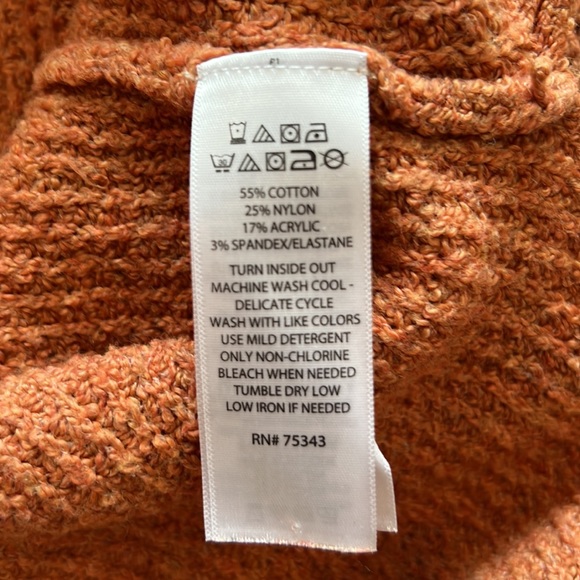 55% COTTON
25% NYLON
17% ACRYLIC
3% SPANDEX/ELASTANE
TURN INSIDE OUT
MACHINE WASH COOL -
DELICATE CYCLE
WASH WITH LIKE COLORS
USE MILD DETERGENT
ONLY NON-CHLORINE
BLEACH WHEN NEEDED
TUMBLE DRY LOW
LOW IRON IF NEEDED
RN# 75343